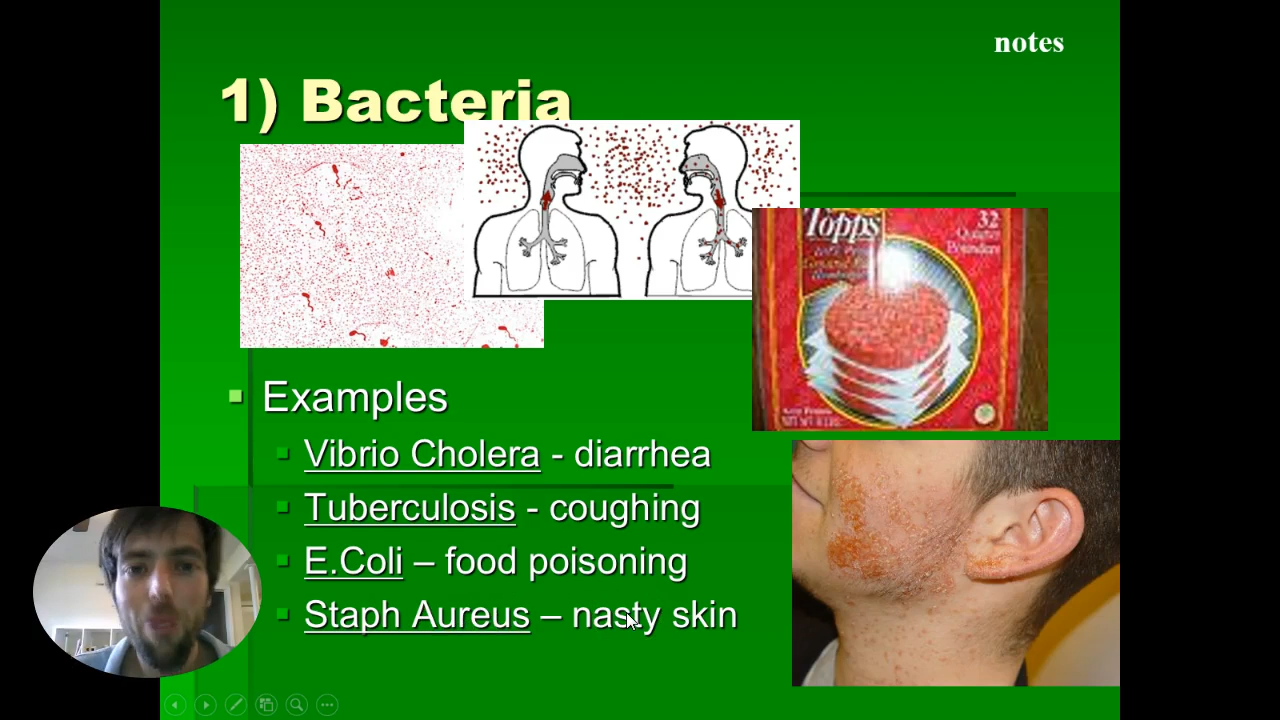 notes
1) Bacteria
Topps
32
Quarter
Pounders
Examples
Vibrio Cholera - diarrhea
Tuberculosis - coughing
E.Coli – food poisoning
Staph Aureus – nasty skin